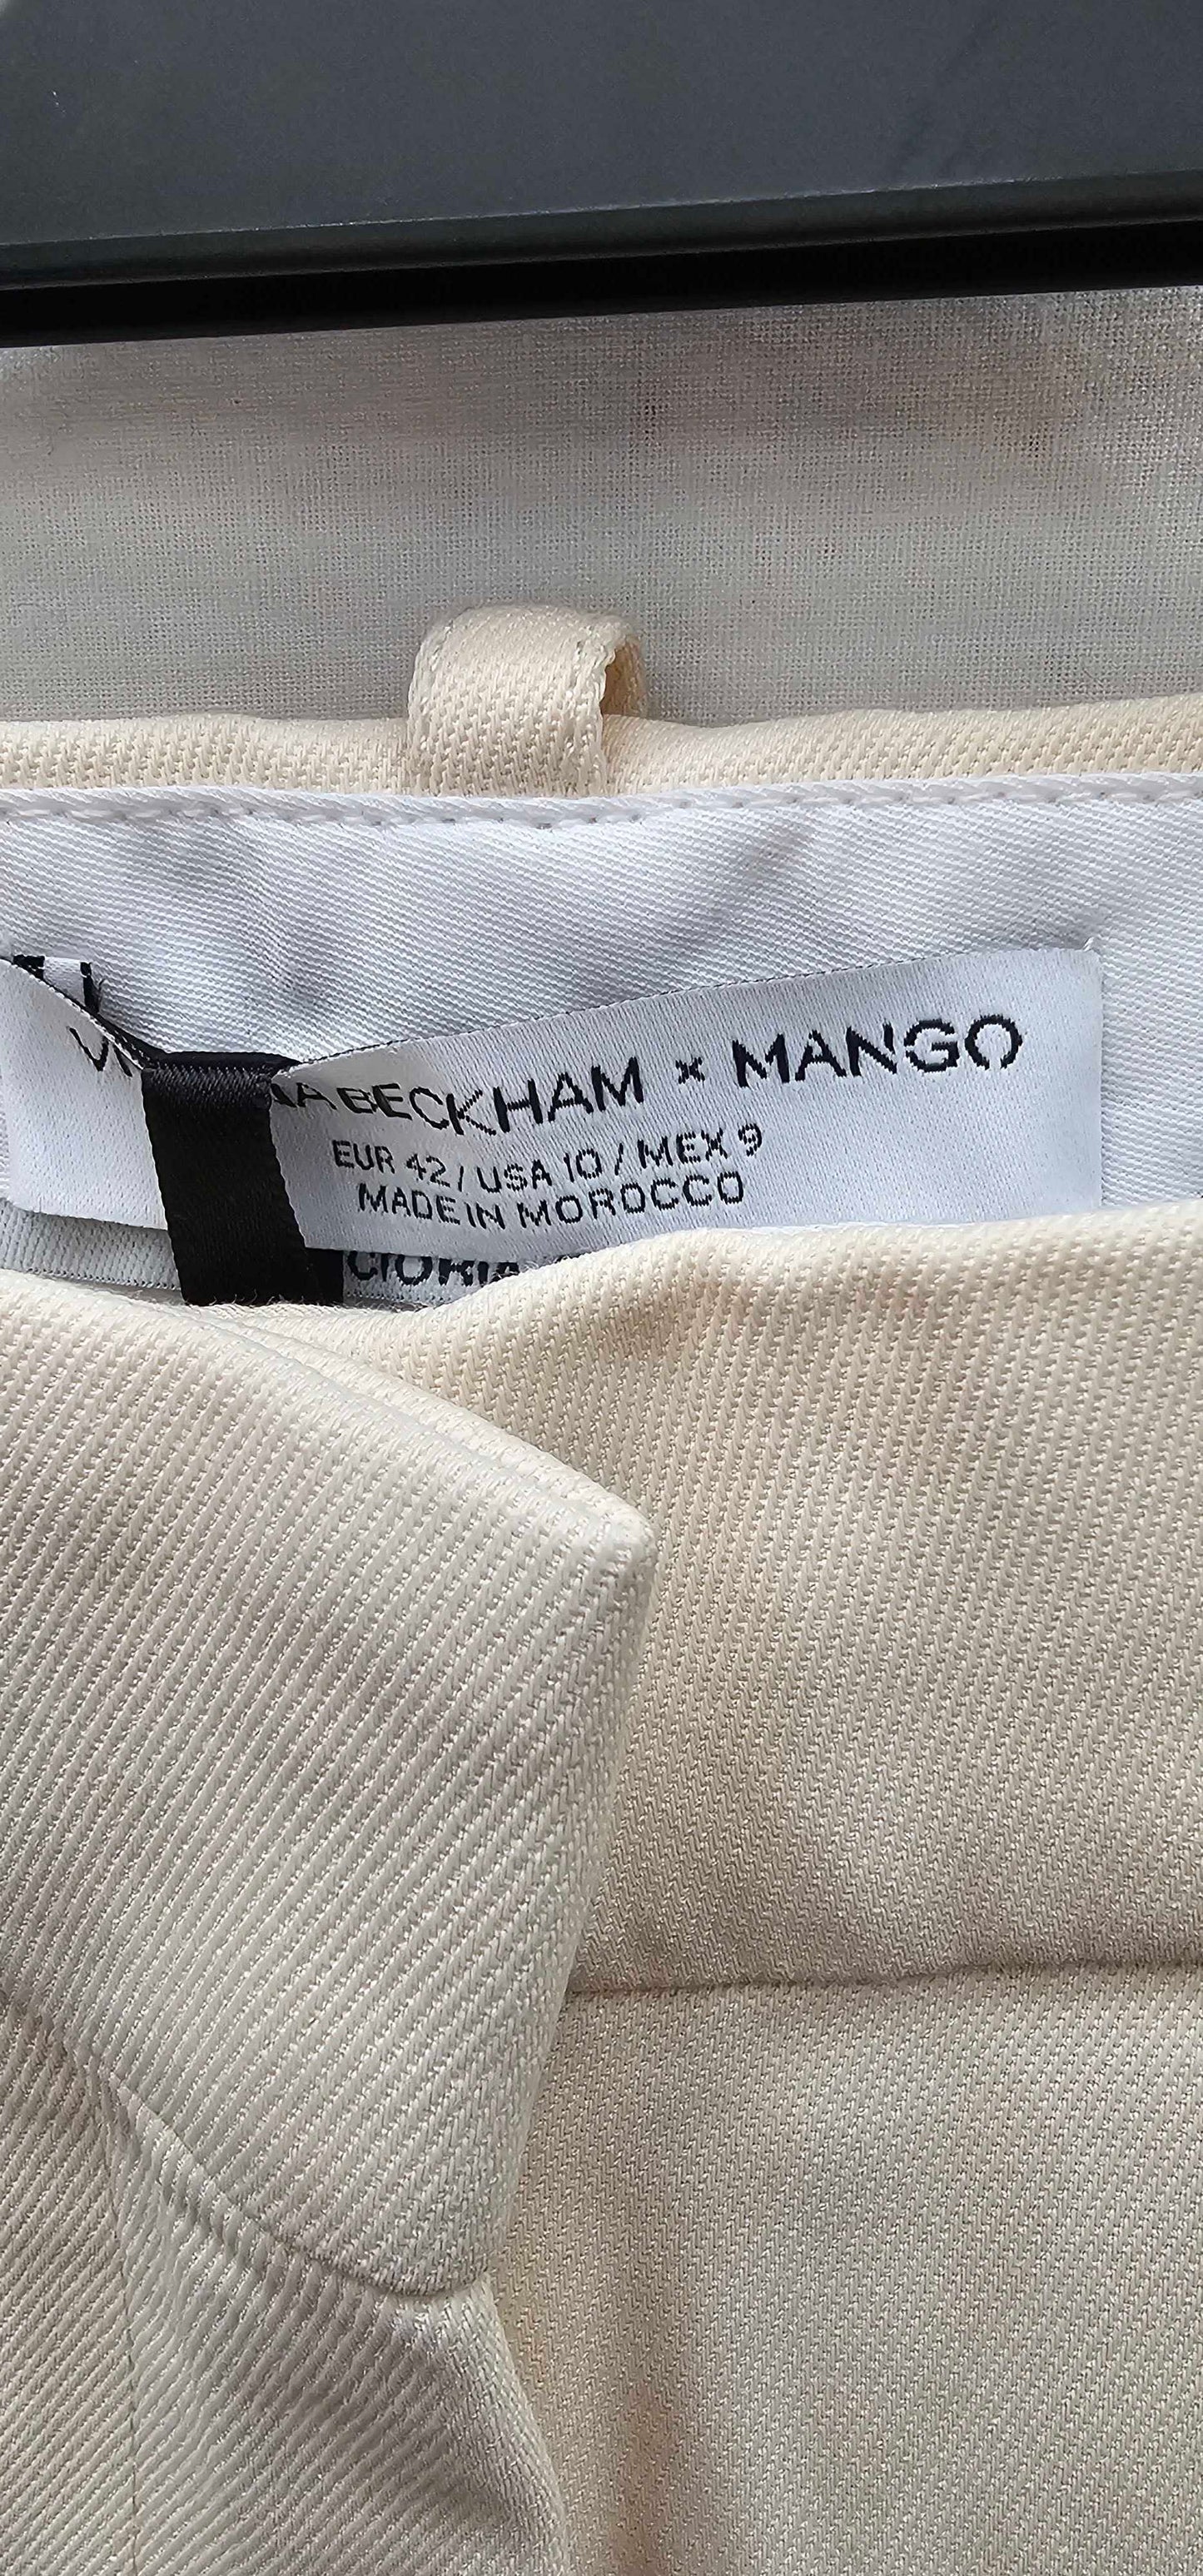 BECKHAM × MANGO
EUR 42 / USA 10 / MEX 9
MADE IN MOROCCO